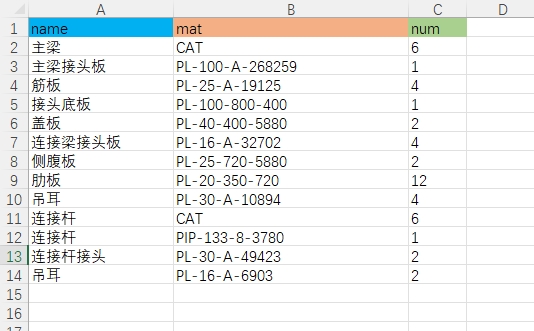 A B C D
1 name mat num
2 主梁 CAT 6
3 主梁接头板 PL-100-A-268259 1
4 筋板 PL-25-A-19125 4
5 接头底板 PL-100-800-400 1
6 盖板 PL-40-400-5880 2
7 连接梁接头板 PL-16-A-32702 4
8 侧腹板 PL-25-720-5880 2
9 肋板 PL-20-350-720 12
10 吊耳 PL-30-A-10894 4
11 连接杆 CAT 6
12 连接杆 PIP-133-8-3780 1
13 连接杆接头 PL-30-A-49423 2
14 吊耳 PL-16-A-6903 2
15
16
17